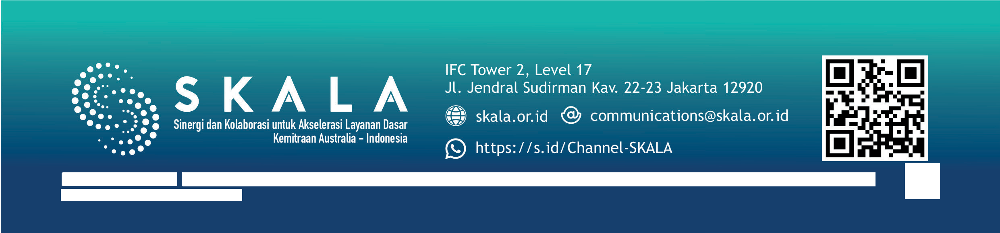 SKALA
Sinergi dan Kolaborasi untuk Akselerasi Layanan Dasar
Kemitraan Australia – Indonesia
IFC Tower 2, Level 17
Jl. Jendral Sudirman Kav. 22-23 Jakarta 12920
skala.or.id communications@skala.or.id
https://s.id/Channel-SKALA